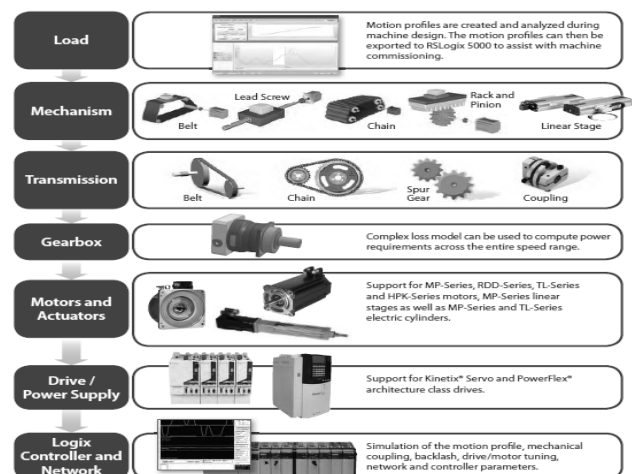 Load
Motion profiles are created and analyzed during
machine design. The motion profiles can then be
exported to RSLogix 5000 to assist with machine
commissioning.
Mechanism
Belt
Lead Screw
Chain
Rack and
Pinion
Linear Stage
Transmission
Belt
Chain
Spur
Gear
Coupling
Gearbox
Complex loss model can be used to compute power
requirements across the entire speed range.
Motors and
Actuators
Support for MP-Series, RDD-Series, TL-Series
and HPK-Series motors, MP-Series linear
stages as well as MP-Series and TL-Series
electric cylinders.
Drive /
Power Supply
Support for Kinetix® Servo and PowerFlex®
architecture class drives.
Logix
Controller and
Network
Simulation of the motion profile, mechanical
coupling, backlash, drive/motor tuning,
network and controller parameters.